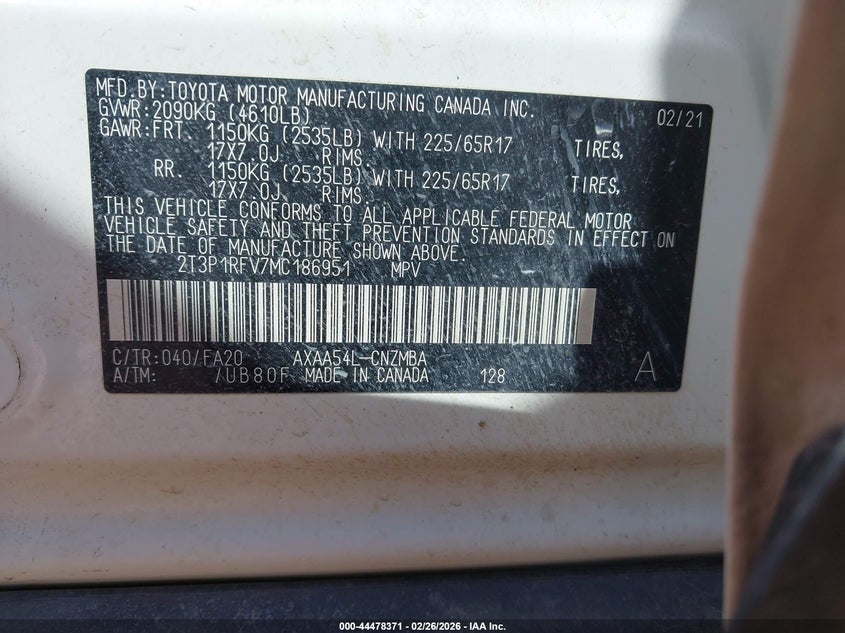 MFD.BY:TOYOTA MOTOR MANUFACTURING CANADA INC. 02/21
GVWR:2090KG (4610LB)
GAWR:FRT. 1150KG (2535LB) WITH 225/65R17 TIRES,
17X7.0J RIMS.
RR. 1150KG (2535LB) WITH 225/65R17 TIRES,
17X7.0J RIMS.
THIS VEHICLE CONFORMS TO ALL APPLICABLE FEDERAL MOTOR
VEHICLE SAFETY AND THEFT PREVENTION STANDARDS IN EFFECT ON
THE DATE OF MANUFACTURE SHOWN ABOVE.
2T3P1RFV7MC186951 MPV
C/TR:040/FA20 AXAA54L-CNZMBA
A/TM: /UB80F MADE IN CANADA 128 A
000-44478371 | 02/26/2026 - IAA Inc.